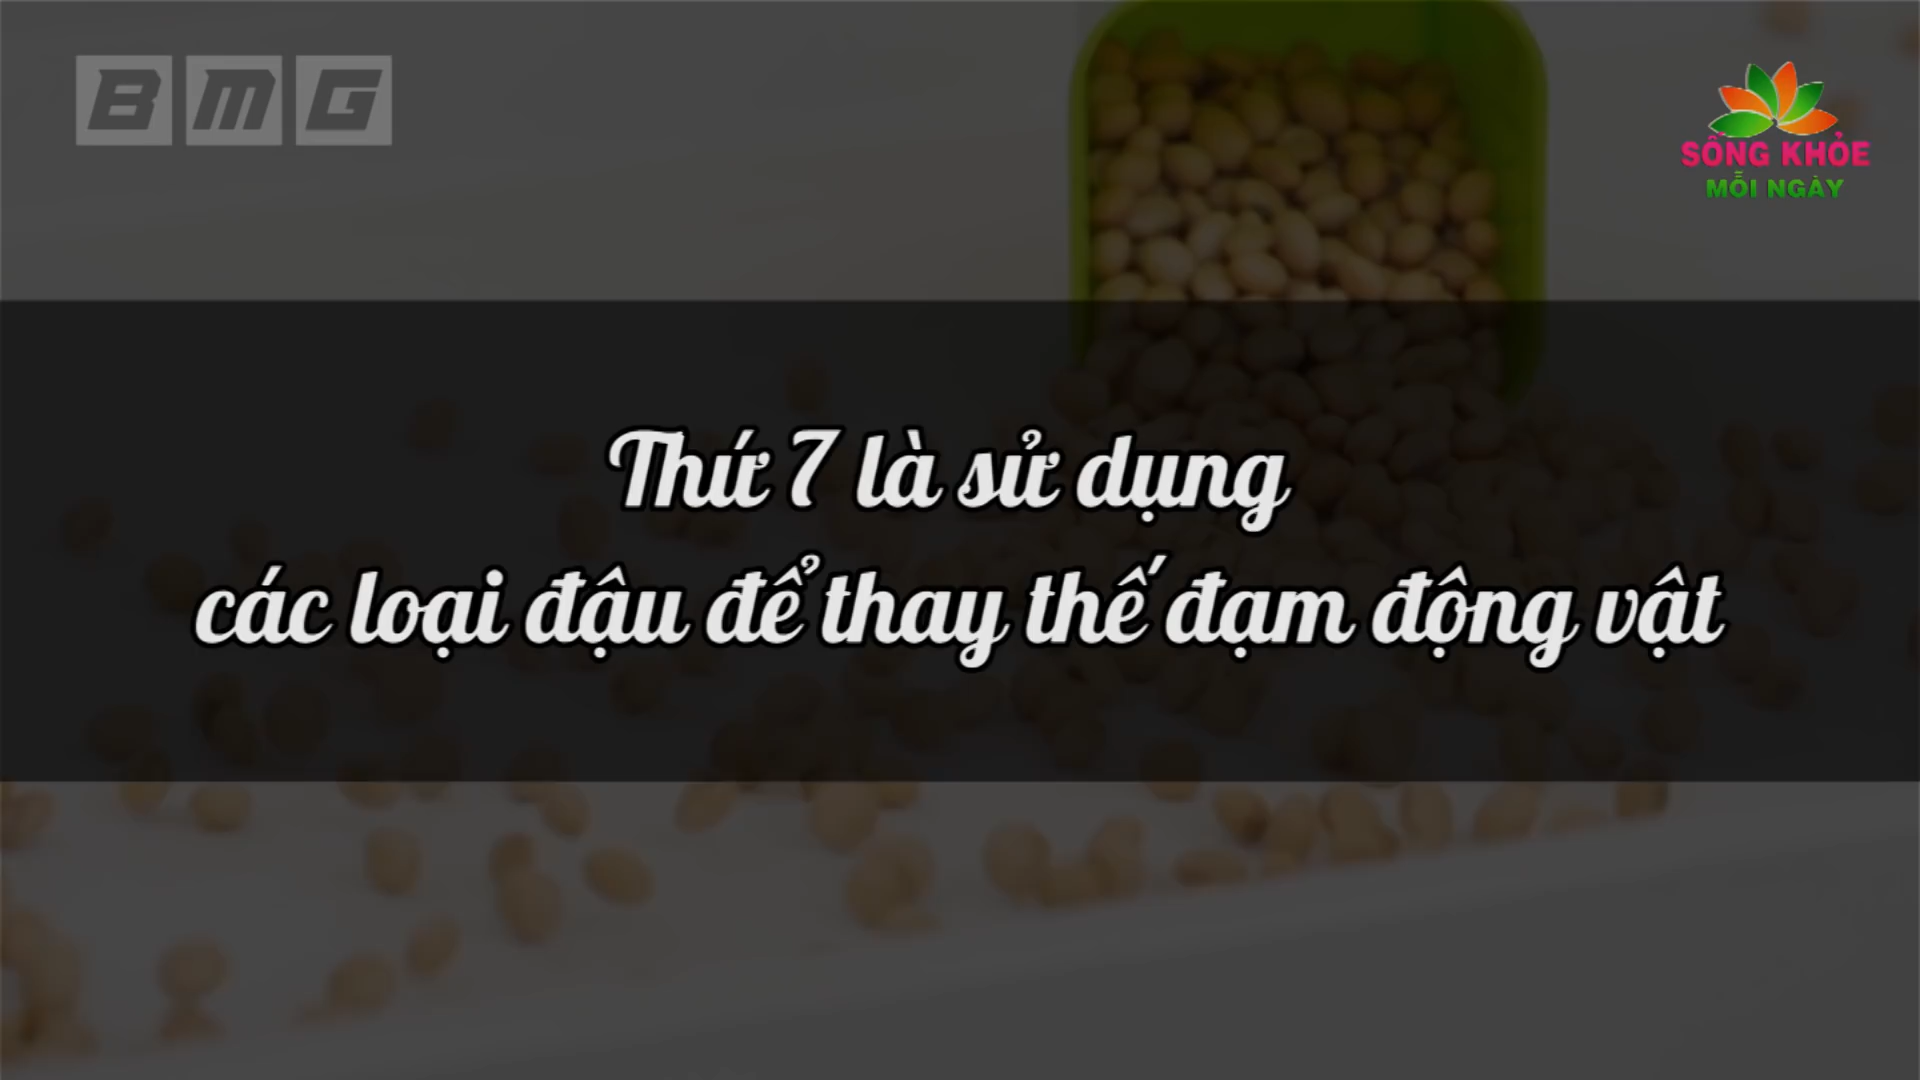 BMG
SỐNG KHỎE
MỖI NGÀY
Thứ 7 là sử dụng
các loại đậu để thay thế đạm động vật